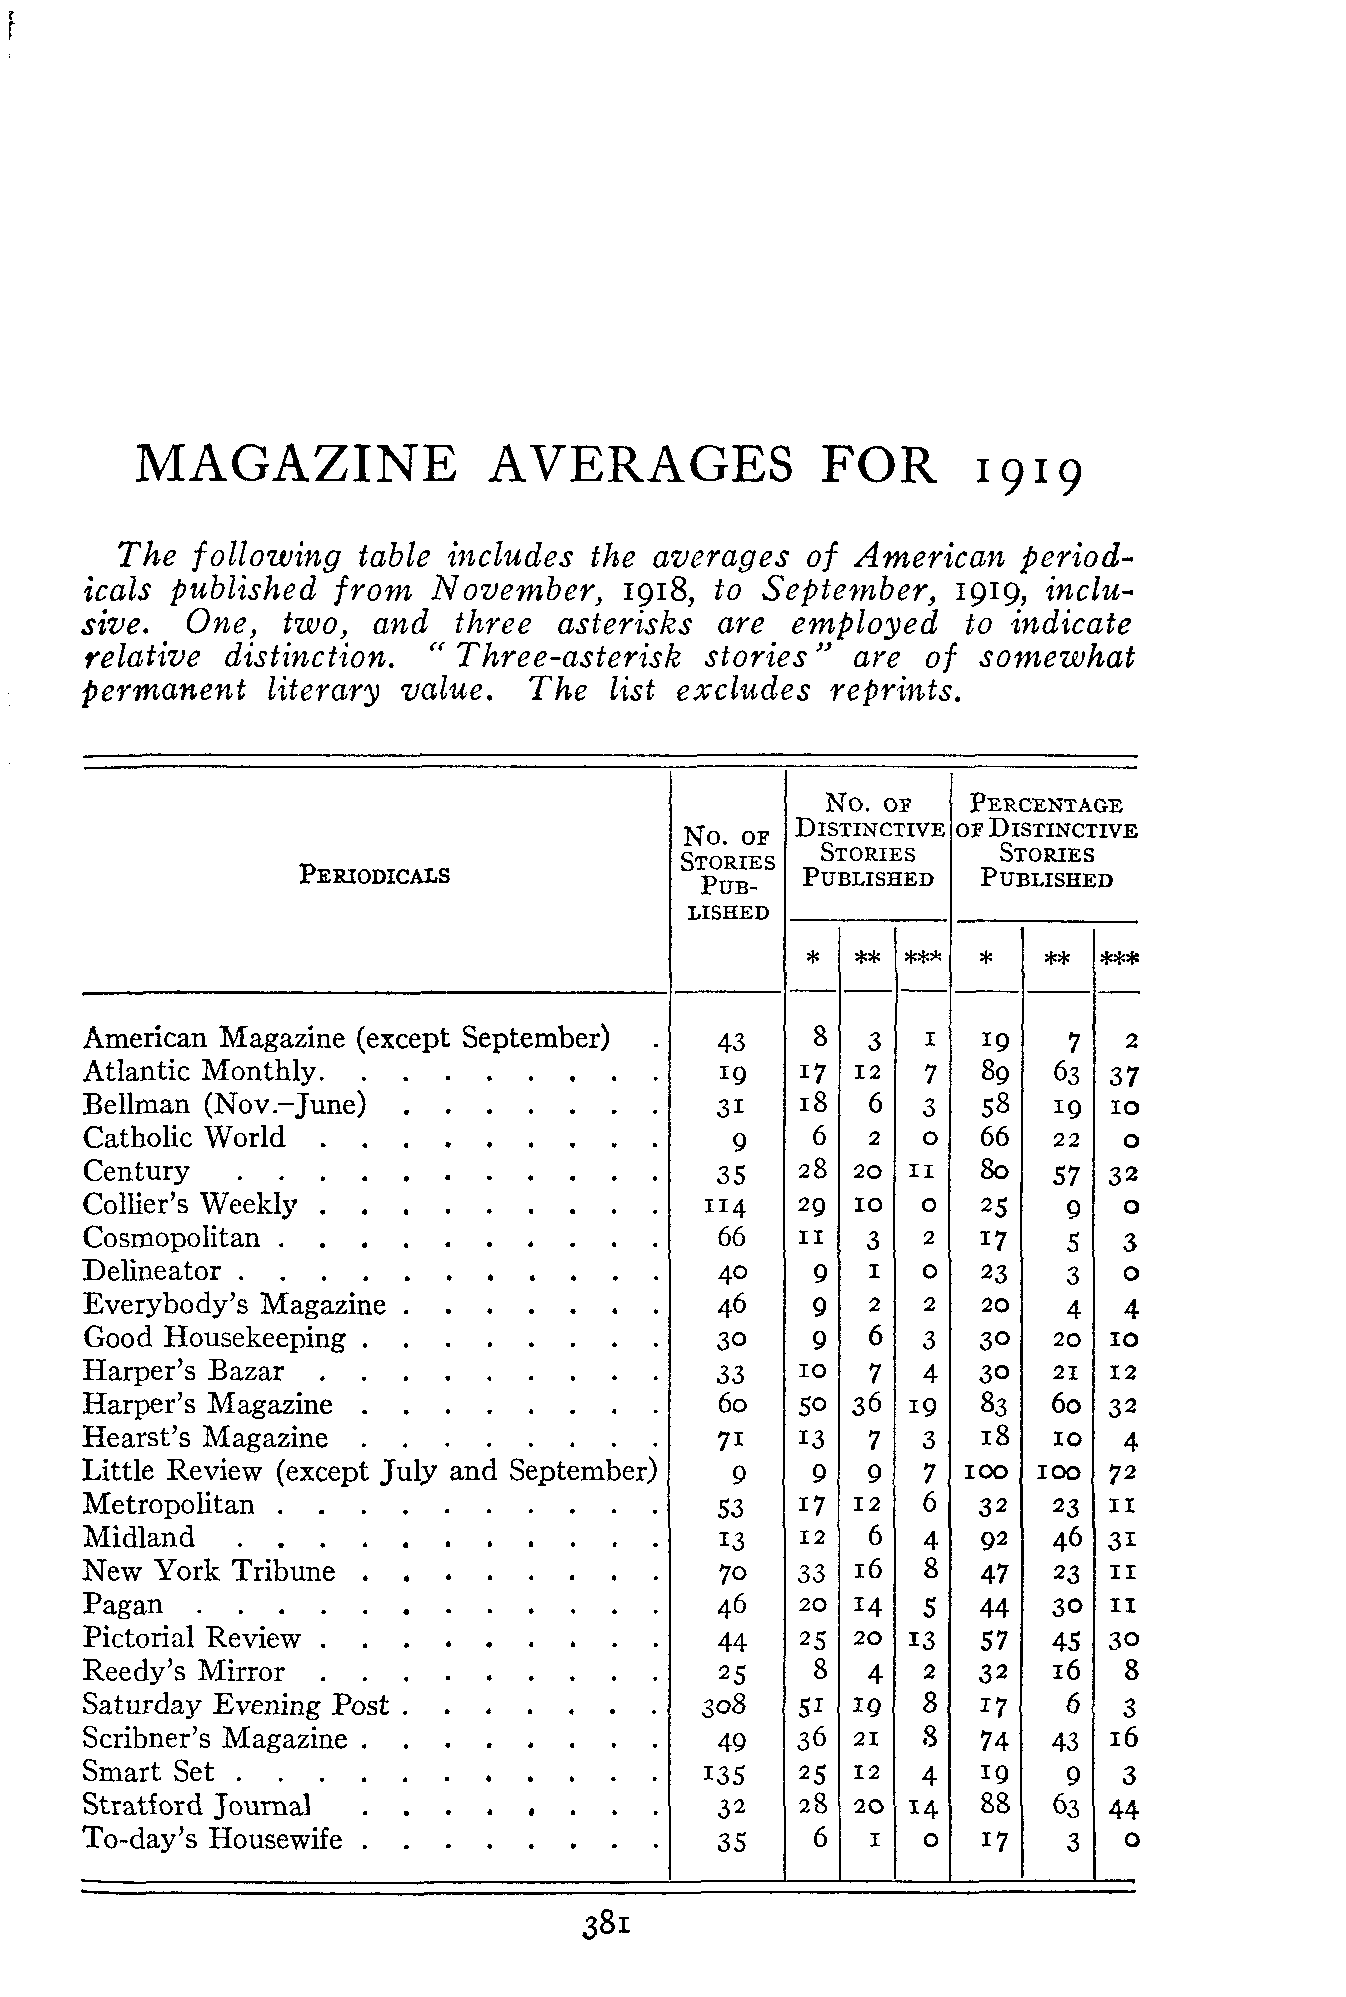 MAGAZINE AVERAGES FOR 1919
The following table includes the averages of American period-
icals published from November, 1918, to September, 1919, inclu-
sive. One, two, and three asterisks are employed to indicate
relative distinction. “Three-asterisk stories” are of somewhat
permanent literary value. The list excludes reprints.
PERIODICALS
NO. OF
STORIES
PUB-
LISHED
NO. OF
DISTINCTIVE
STORIES
PUBLISHED
PERCENTAGE
OF DISTINCTIVE
STORIES
PUBLISHED
* ** *** * ** ***
American Magazine (except September) . 43 8 3 1 19 7 2
Atlantic Monthly. . . . . . . . . 19 17 12 7 89 63 37
Bellman (Nov.–June) . . . . . . . 31 18 6 3 58 19 10
Catholic World . . . . . . . . . 9 6 2 0 66 22 0
Century . . . . . . . . . . . 35 28 20 11 80 57 32
Collier’s Weekly . . . . . . . . . 114 29 10 0 25 9 0
Cosmopolitan . . . . . . . . . . 66 11 3 2 17 5 3
Delineator . . . . . . . . . . . 40 9 1 0 23 3 0
Everybody’s Magazine . . . . . . . 46 9 2 2 20 4 4
Good Housekeeping . . . . . . . . 30 9 6 3 30 20 10
Harper’s Bazar . . . . . . . . . 33 10 7 4 30 21 12
Harper’s Magazine . . . . . . . . 60 50 36 19 83 60 32
Hearst’s Magazine . . . . . . . . 71 13 7 3 18 10 4
Little Review (except July and September) 9 9 9 7 100 100 72
Metropolitan . . . . . . . . . . 53 17 12 6 32 23 11
Midland . . . . . . . . . . . 13 12 6 4 92 46 31
New York Tribune . . . . . . . . 70 33 16 8 47 23 11
Pagan . . . . . . . . . . . . 46 20 14 5 44 30 11
Pictorial Review . . . . . . . . . 44 25 20 13 57 45 30
Reedy’s Mirror . . . . . . . . . 25 8 4 2 32 16 8
Saturday Evening Post . . . . . . . 308 51 19 8 17 6 3
Scribner’s Magazine . . . . . . . . 49 36 21 8 74 43 16
Smart Set . . . . . . . . . . . 135 25 12 4 19 9 3
Stratford Journal . . . . . . . . 32 28 20 14 88 63 44
To-day’s Housewife . . . . . . . . 35 6 1 0 17 3 0
381